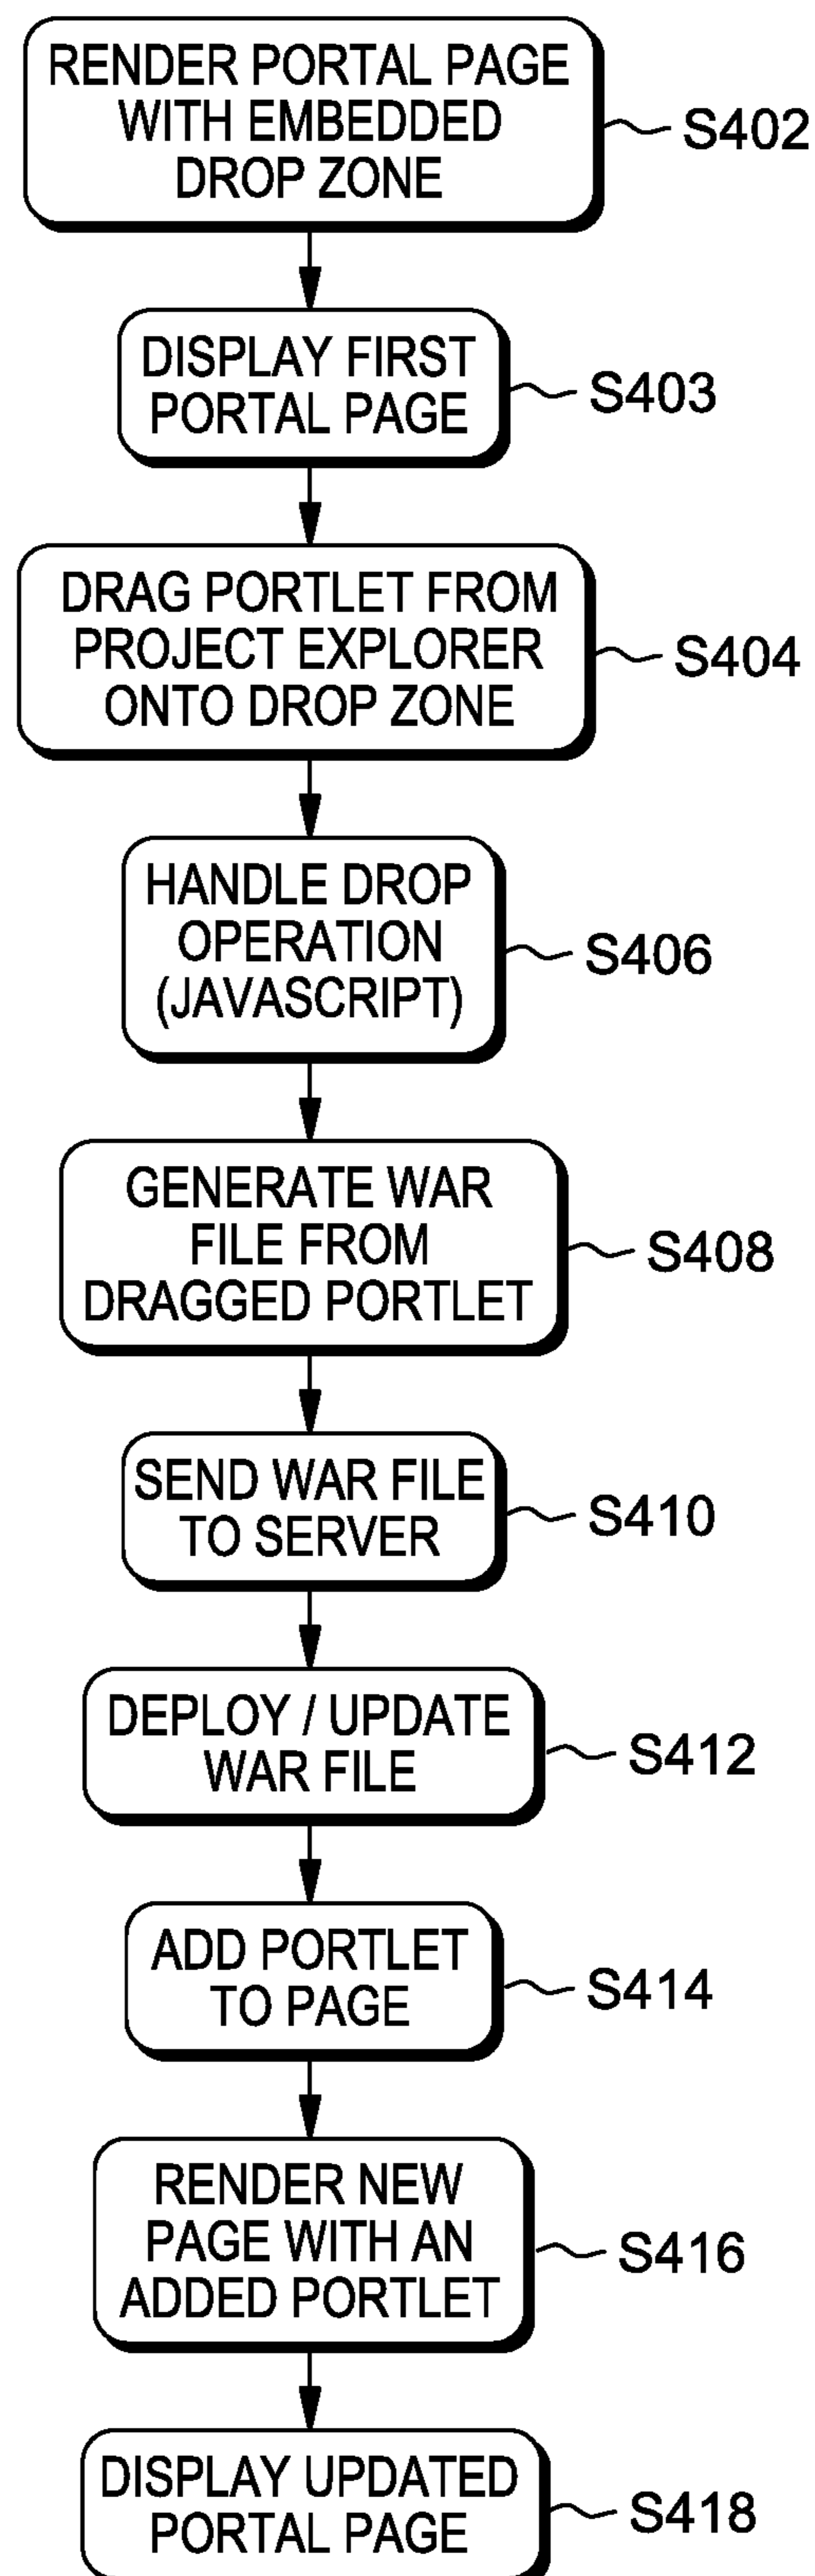 RENDER PORTAL PAGE
WITH EMBEDDED
DROP ZONE
S402
DISPLAY FIRST
PORTAL PAGE
S403
DRAG PORTLET FROM
PROJECT EXPLORER
ONTO DROP ZONE
S404
HANDLE DROP
OPERATION
(JAVASCRIPT)
S406
GENERATE WAR
FILE FROM
DRAGGED PORTLET
S408
SEND WAR FILE
TO SERVER
S410
DEPLOY / UPDATE
WAR FILE
S412
ADD PORTLET
TO PAGE
S414
RENDER NEW
PAGE WITH AN
ADDED PORTLET
S416
DISPLAY UPDATED
PORTAL PAGE
S418